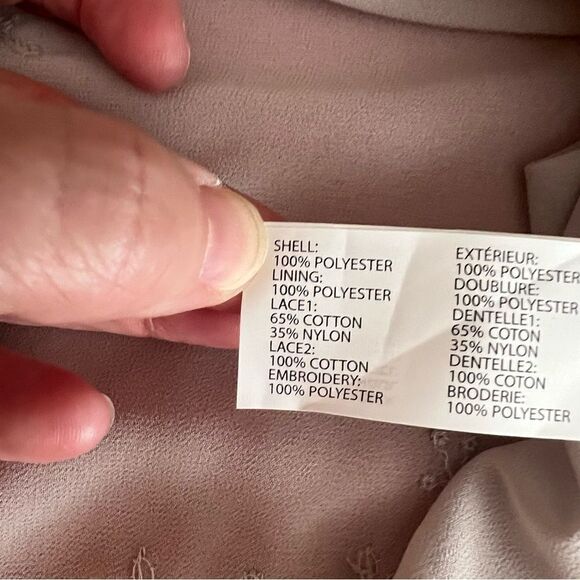 SHELL:
100% POLYESTER
LINING:
100% POLYESTER
LACE1:
65% COTTON
35% NYLON
LACE2:
100% COTTON
EMBROIDERY:
100% POLYESTER
EXTÉRIEUR:
100% POLYESTER
DOUBLURE:
100% POLYESTER
DENTELLE1:
65% COTON
35% NYLON
DENTELLE2:
100% COTON
BRODERIE:
100% POLYESTER